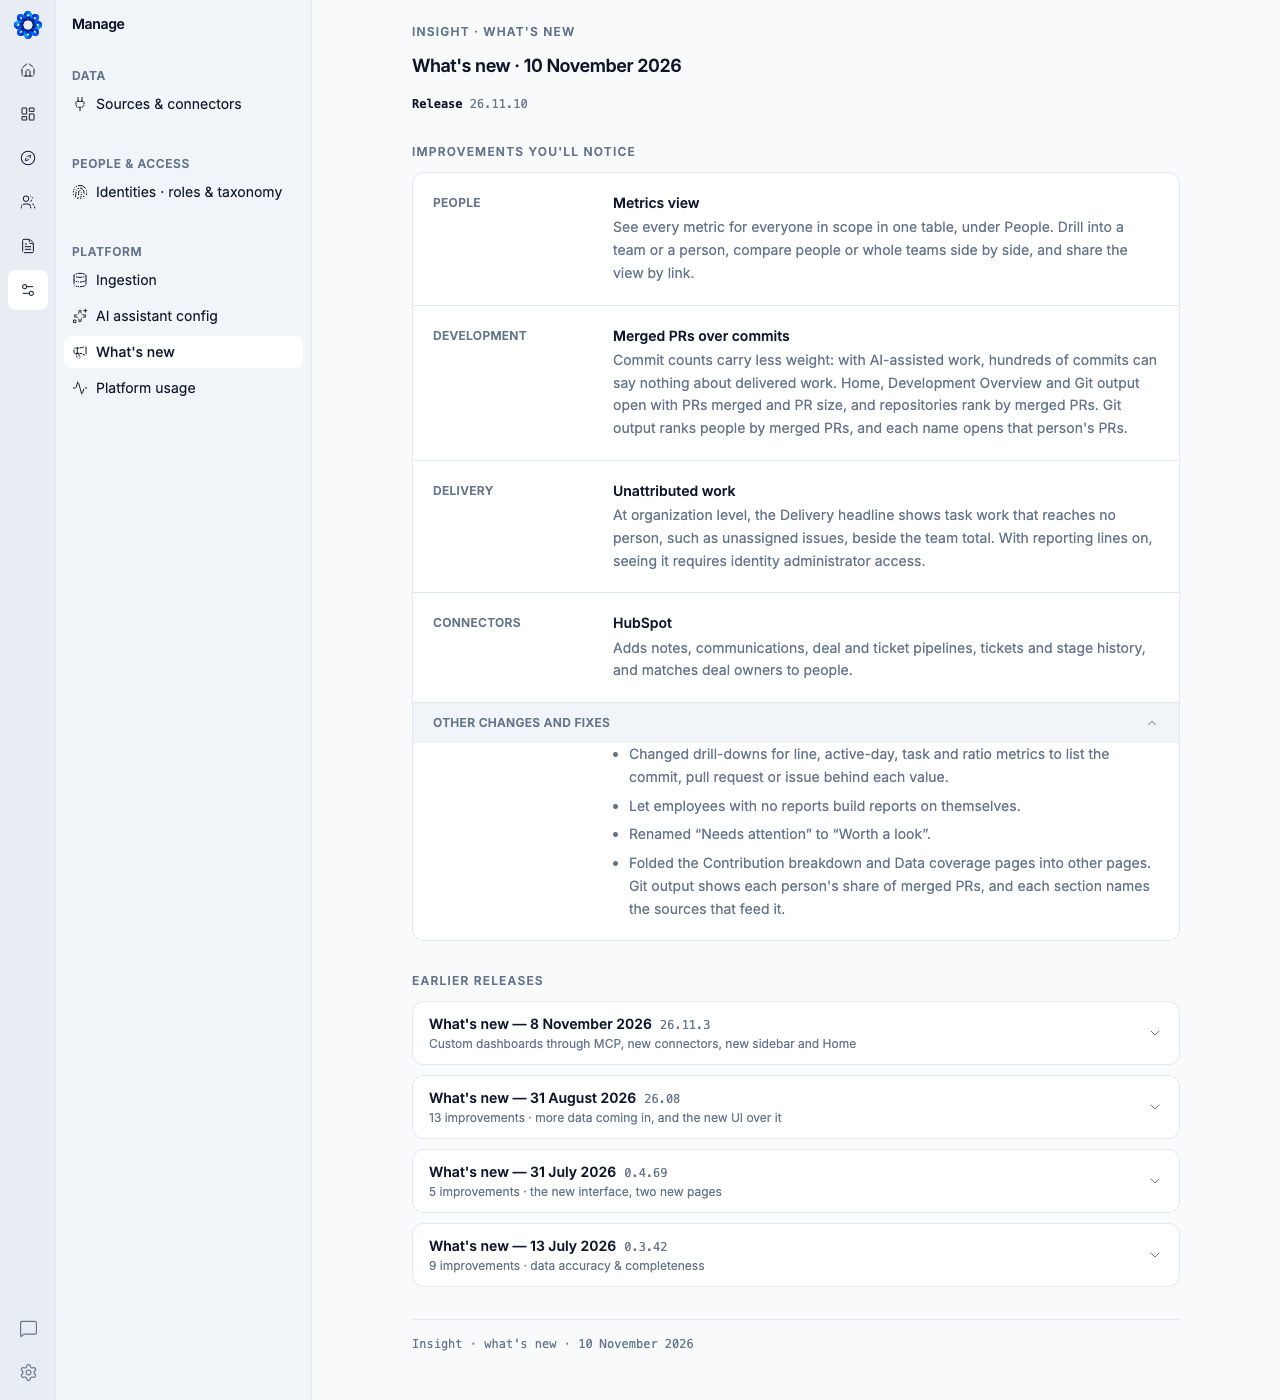 Manage
DATA
Sources & connectors
PEOPLE & ACCESS
Identities · roles & taxonomy
PLATFORM
Ingestion
AI assistant config
What's new
Platform usage
INSIGHT · WHAT'S NEW
What's new · 10 November 2026
Release 26.11.10
IMPROVEMENTS YOU'LL NOTICE
PEOPLE
Metrics view
See every metric for everyone in scope in one table, under People. Drill into a
team or a person, compare people or whole teams side by side, and share the
view by link.
DEVELOPMENT
Merged PRs over commits
Commit counts carry less weight: with AI-assisted work, hundreds of commits can
say nothing about delivered work. Home, Development Overview and Git output
open with PRs merged and PR size, and repositories rank by merged PRs. Git
output ranks people by merged PRs, and each name opens that person's PRs.
DELIVERY
Unattributed work
At organization level, the Delivery headline shows task work that reaches no
person, such as unassigned issues, beside the team total. With reporting lines on,
seeing it requires identity administrator access.
CONNECTORS
HubSpot
Adds notes, communications, deal and ticket pipelines, tickets and stage history,
and matches deal owners to people.
OTHER CHANGES AND FIXES
• Changed drill-downs for line, active-day, task and ratio metrics to list the
commit, pull request or issue behind each value.
• Let employees with no reports build reports on themselves.
• Renamed “Needs attention” to “Worth a look”.
• Folded the Contribution breakdown and Data coverage pages into other pages.
Git output shows each person's share of merged PRs, and each section names
the sources that feed it.
EARLIER RELEASES
What's new — 8 November 2026 26.11.3
Custom dashboards through MCP, new connectors, new sidebar and Home
What's new — 31 August 2026 26.08
13 improvements · more data coming in, and the new UI over it
What's new — 31 July 2026 0.4.69
5 improvements · the new interface, two new pages
What's new — 13 July 2026 0.3.42
9 improvements · data accuracy & completeness
Insight · what's new · 10 November 2026